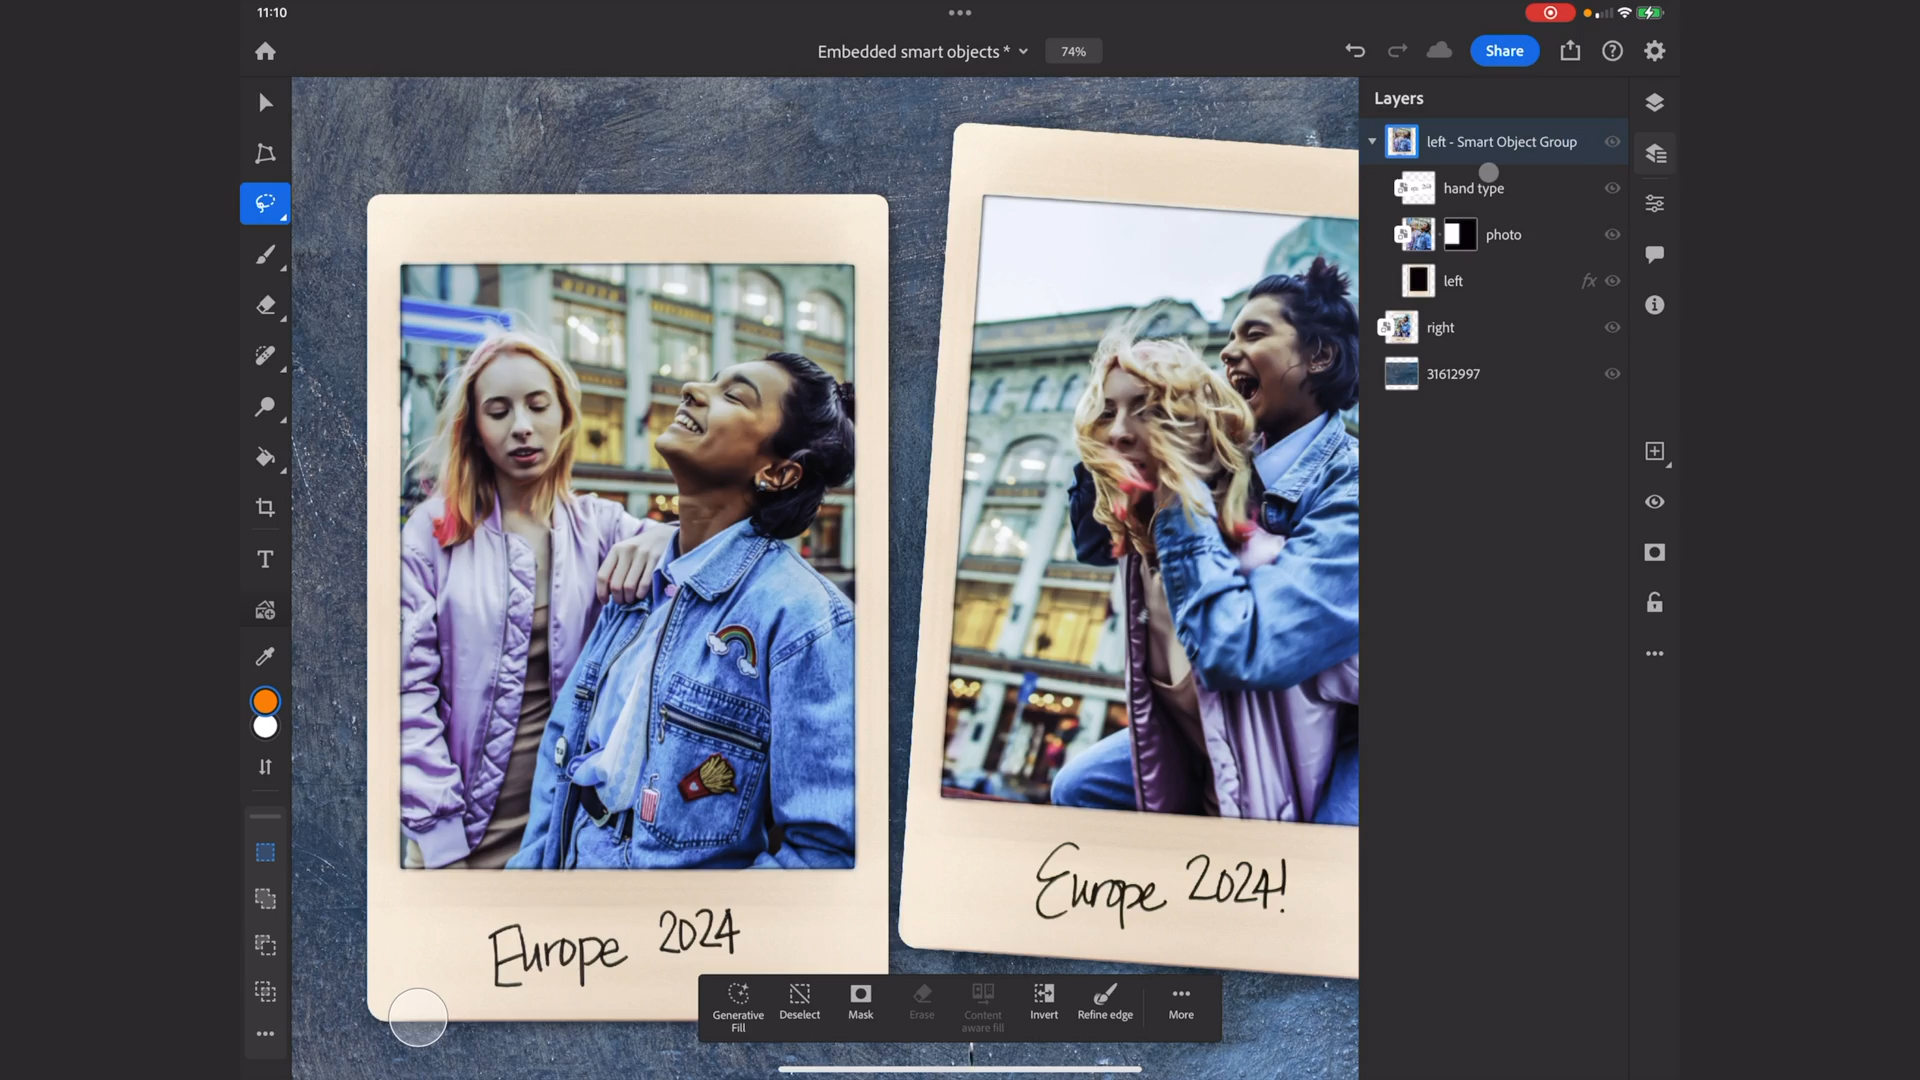 11:10
Embedded smart objects *
74%
Share
Layers
left - Smart Object Group
hand type
photo
left
fx
right
31612997
T
Europe 2024
Europe 2024!
Generative Fill
Deselect
Mask
Erase
Content aware fill
Invert
Refine edge
More